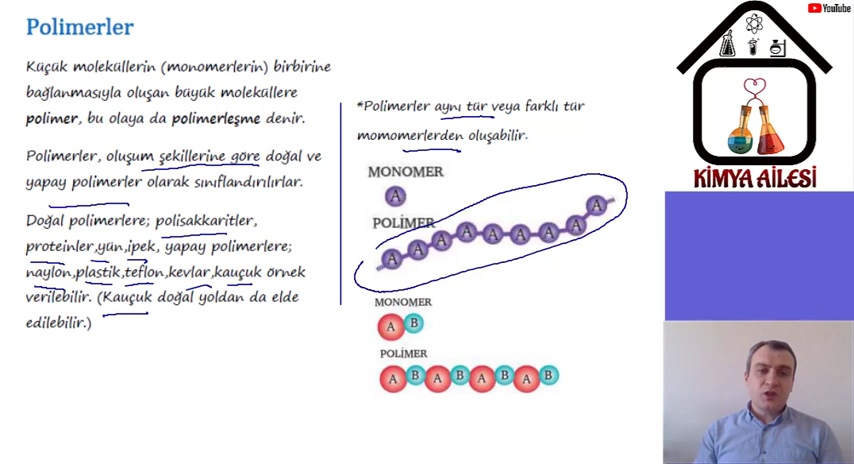 Polimerler
Küçük moleküllerin (monomerlerin) birbirine
bağlanmasıyla oluşan büyük moleküllere
polimer, bu olaya da polimerleşme denir.
Polimerler, oluşum şekillerine göre doğal ve
yapay polimerler olarak sınıflandırılırlar.
Doğal polimerlere; polisakkaritler,
proteinler,yün,ipek, yapay polimerlere;
naylon,plastik,teflon,kevlar,kauçuk örnek
verilebilir. (Kauçuk doğal yoldan da elde
edilebilir.)
*Polimerler aynı tür veya farklı tür
momomerlerden oluşabilir.
MONOMER
A
POLİMER
A A A A A A A A
MONOMER
A B
POLİMER
A B A B A B A B
YouTube
KİMYA AİLESİ